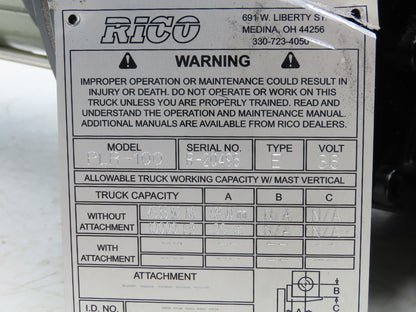 RICO
691 W. LIBERTY ST
MEDINA, OH 44256
330-723-4050
WARNING
IMPROPER OPERATION OR MAINTENANCE COULD RESULT IN
INJURY OR DEATH. DO NOT OPERATE OR WORK ON THIS
TRUCK UNLESS YOU ARE PROPERLY TRAINED. READ AND
UNDERSTAND THE OPERATION AND MAINTENANCE MANUAL.
ADDITIONAL MANUALS ARE AVAILABLE FROM RICO DEALERS.
MODEL SERIAL NO. TYPE VOLT
PLR-100 E
ALLOWABLE TRUCK WORKING CAPACITY W/ MAST VERTICAL
TRUCK CAPACITY A B C
WITHOUT N/A N/A
ATTACHMENT N/A N/A
WITH
ATTACHMENT
ATTACHMENT
B
C
A
I.D. NO.